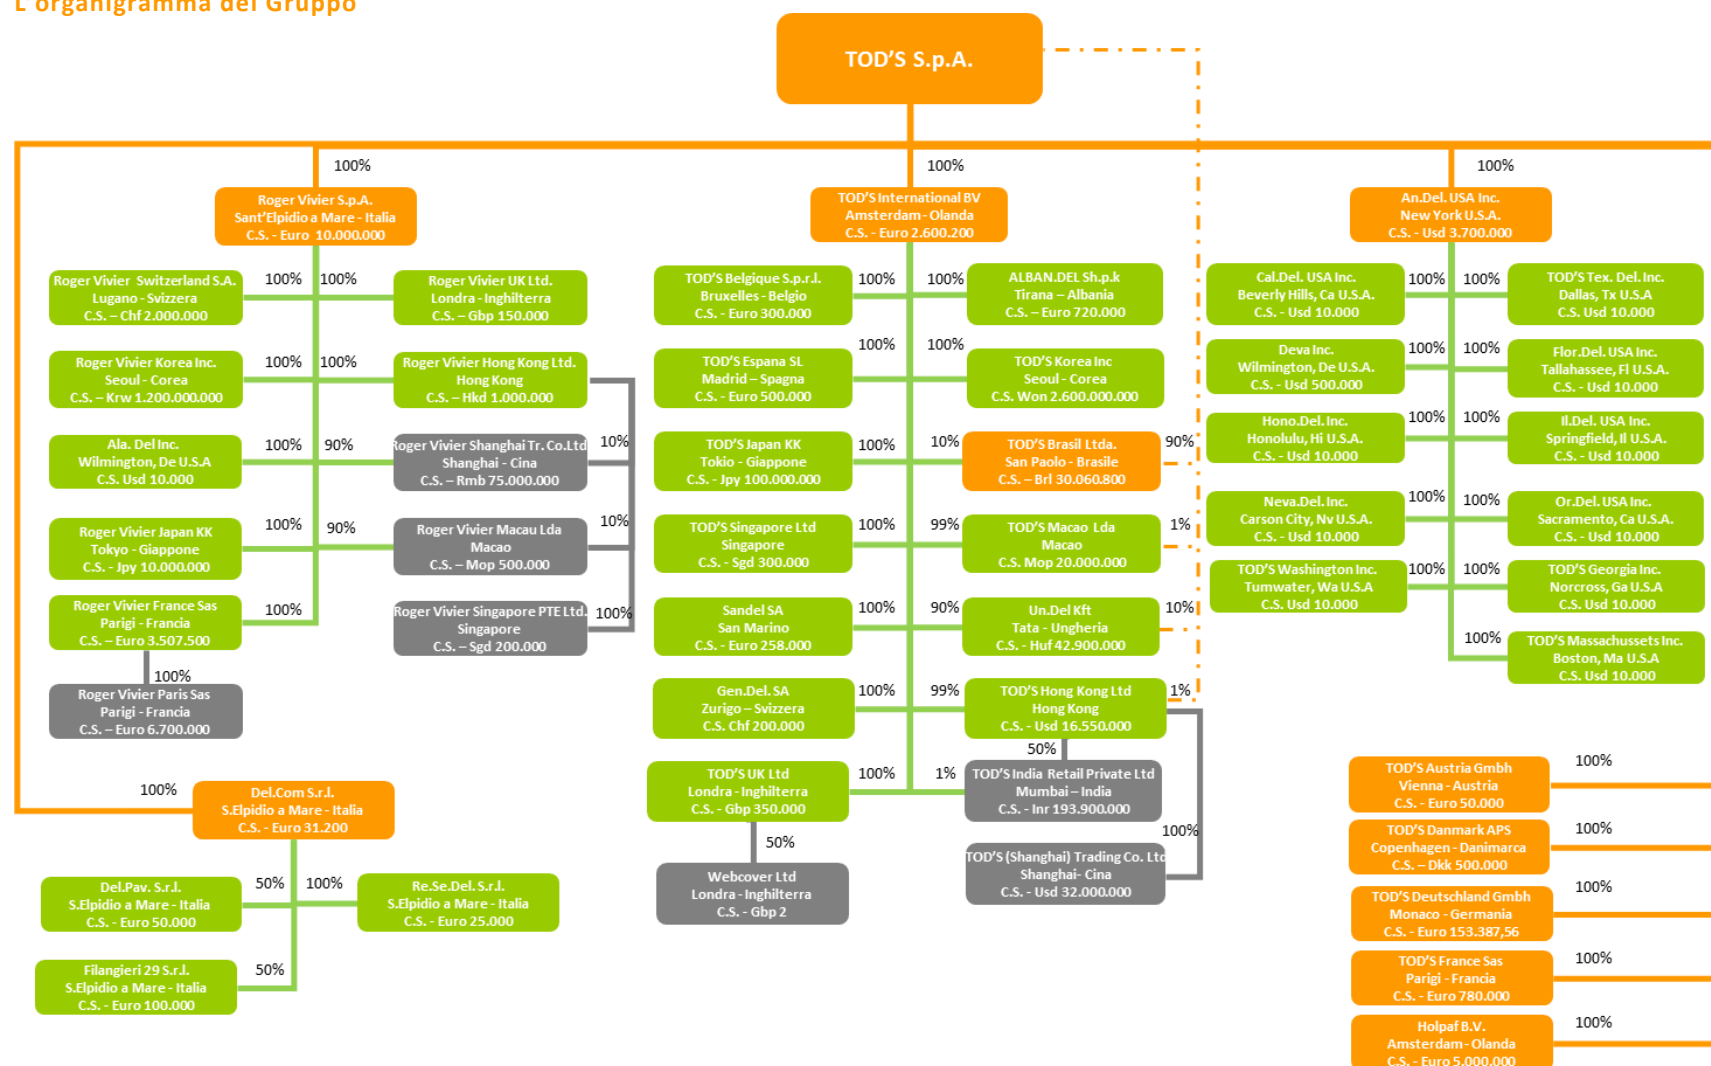 L'organigramma del Gruppo
TOD'S S.p.A.
100%
100%
100%
Roger Vivier S.p.A.
Sant'Elpidio a Mare - Italia
C.S. - Euro 10.000.000
TOD'S International BV
Amsterdam - Olanda
C.S. - Euro 2.600.200
An.Del. USA Inc.
New York U.S.A.
C.S. - Usd 3.700.000
Roger Vivier Switzerland S.A.
Lugano - Svizzera
C.S. – Chf 2.000.000
100%
100%
Roger Vivier UK Ltd.
Londra - Inghilterra
C.S. – Gbp 150.000
Roger Vivier Korea Inc.
Seoul - Corea
C.S. – Krw 1.200.000.000
100%
100%
Roger Vivier Hong Kong Ltd.
Hong Kong
C.S. – Hkd 1.000.000
Ala. Del Inc.
Wilmington, De U.S.A
C.S. Usd 10.000
100%
90%
Roger Vivier Shanghai Tr. Co.Ltd
Shanghai - Cina
C.S. – Rmb 75.000.000
10%
Roger Vivier Japan KK
Tokyo - Giappone
C.S. - Jpy 10.000.000
100%
90%
Roger Vivier Macau Lda
Macao
C.S. – Mop 500.000
10%
Roger Vivier France Sas
Parigi - Francia
C.S. – Euro 3.507.500
100%
Roger Vivier Singapore PTE Ltd.
Singapore
C.S. – Sgd 200.000
100%
100%
Roger Vivier Paris Sas
Parigi - Francia
C.S. – Euro 6.700.000
100%
Del.Com S.r.l.
S.Elpidio a Mare - Italia
C.S. - Euro 31.200
Del.Pav. S.r.l.
S.Elpidio a Mare - Italia
C.S. - Euro 50.000
50%
100%
Re.Se.Del. S.r.l.
S.Elpidio a Mare - Italia
C.S. - Euro 25.000
Filangieri 29 S.r.l.
S.Elpidio a Mare - Italia
C.S. - Euro 100.000
50%
TOD'S Belgique S.p.r.l.
Bruxelles - Belgio
C.S. - Euro 300.000
100%
100%
ALBAN.DEL Sh.p.k
Tirana – Albania
C.S. – Euro 720.000
TOD'S Espana SL
Madrid – Spagna
C.S. - Euro 500.000
100%
100%
TOD'S Korea Inc
Seoul - Corea
C.S. Won 2.600.000.000
TOD'S Japan KK
Tokio - Giappone
C.S. - Jpy 100.000.000
100%
10%
TOD'S Brasil Ltda.
San Paolo - Brasile
C.S. – Brl 30.060.800
90%
TOD'S Singapore Ltd
Singapore
C.S. - Sgd 300.000
100%
99%
TOD'S Macao Lda
Macao
C.S. Mop 20.000.000
1%
Sandel SA
San Marino
C.S. - Euro 258.000
100%
90%
Un.Del Kft
Tata - Ungheria
C.S. - Huf 42.900.000
10%
Gen.Del. SA
Zurigo – Svizzera
C.S. Chf 200.000
100%
99%
TOD'S Hong Kong Ltd
Hong Kong
C.S. - Usd 16.550.000
1%
50%
TOD'S UK Ltd
Londra - Inghilterra
C.S. - Gbp 350.000
100%
1%
TOD'S India Retail Private Ltd
Mumbai – India
C.S. - Inr 193.900.000
50%
100%
Webcover Ltd
Londra - Inghilterra
C.S. - Gbp 2
TOD'S (Shanghai) Trading Co. Ltd
Shanghai- Cina
C.S. - Usd 32.000.000
Cal.Del. USA Inc.
Beverly Hills, Ca U.S.A.
C.S. - Usd 10.000
100%
100%
TOD'S Tex. Del. Inc.
Dallas, Tx U.S.A
C.S. Usd 10.000
Deva Inc.
Wilmington, De U.S.A.
C.S. - Usd 500.000
100%
100%
Flor.Del. USA Inc.
Tallahassee, Fl U.S.A.
C.S. - Usd 10.000
Hono.Del. Inc.
Honolulu, Hi U.S.A.
C.S. - Usd 10.000
100%
100%
Il.Del. USA Inc.
Springfield, Il U.S.A.
C.S. - Usd 10.000
Neva.Del. Inc.
Carson City, Nv U.S.A.
C.S. - Usd 10.000
100%
100%
Or.Del. USA Inc.
Sacramento, Ca U.S.A.
C.S. - Usd 10.000
TOD'S Washington Inc.
Tumwater, Wa U.S.A
C.S. Usd 10.000
100%
100%
TOD'S Georgia Inc.
Norcross, Ga U.S.A
C.S. Usd 10.000
100%
TOD'S Massachussets Inc.
Boston, Ma U.S.A
C.S. Usd 10.000
TOD'S Austria Gmbh
Vienna - Austria
C.S. - Euro 50.000
100%
TOD'S Danmark APS
Copenhagen - Danimarca
C.S. – Dkk 500.000
100%
TOD'S Deutschland Gmbh
Monaco - Germania
C.S. - Euro 153.387,56
100%
TOD'S France Sas
Parigi - Francia
C.S. - Euro 780.000
100%
Holpaf B.V.
Amsterdam - Olanda
C.S. - Euro 5.000.000
100%